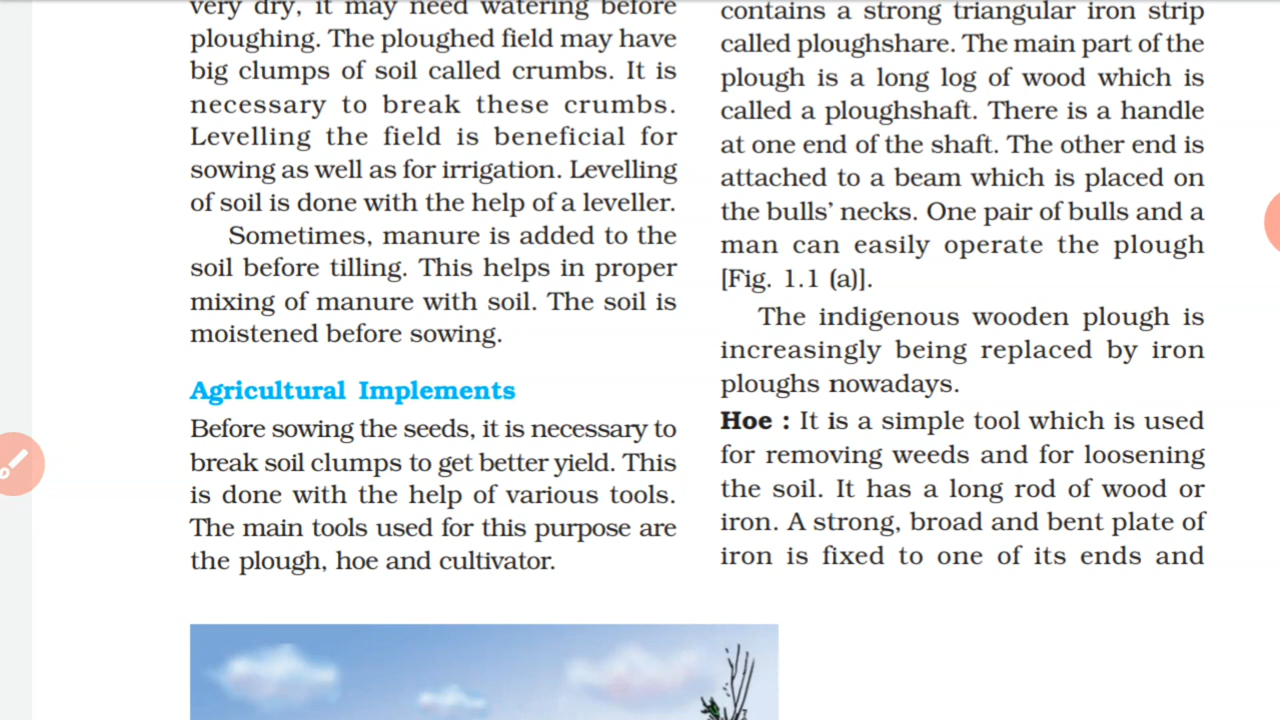 very dry, it may need watering before
ploughing. The ploughed field may have
big clumps of soil called crumbs. It is
necessary to break these crumbs.
Levelling the field is beneficial for
sowing as well as for irrigation. Levelling
of soil is done with the help of a leveller.
Sometimes, manure is added to the
soil before tilling. This helps in proper
mixing of manure with soil. The soil is
moistened before sowing.
Agricultural Implements
Before sowing the seeds, it is necessary to
break soil clumps to get better yield. This
is done with the help of various tools.
The main tools used for this purpose are
the plough, hoe and cultivator.
contains a strong triangular iron strip
called ploughshare. The main part of the
plough is a long log of wood which is
called a ploughshaft. There is a handle
at one end of the shaft. The other end is
attached to a beam which is placed on
the bulls’ necks. One pair of bulls and a
man can easily operate the plough
[Fig. 1.1 (a)].
The indigenous wooden plough is
increasingly being replaced by iron
ploughs nowadays.
Hoe : It is a simple tool which is used
for removing weeds and for loosening
the soil. It has a long rod of wood or
iron. A strong, broad and bent plate of
iron is fixed to one of its ends and